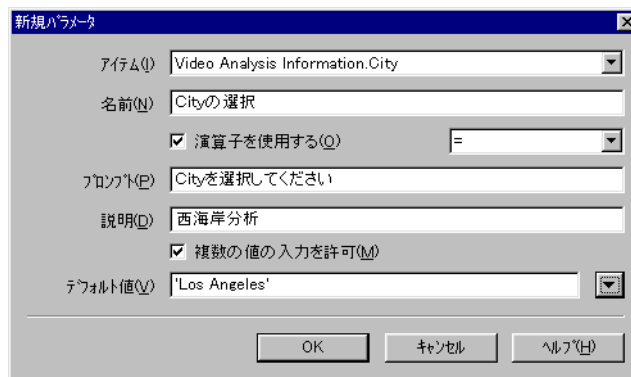 新規ﾊﾟﾗﾒｰﾀ
ｱｲﾃﾑ(I) Video Analysis Information.City
名前(N) Cityの選択
演算子を使用する(O) =
ﾌﾟﾛﾝﾌﾟﾄ(P) Cityを選択してください
説明(D) 西海岸分析
複数の値の入力を許可(M)
ﾃﾞﾌｫﾙﾄ値(V) 'Los Angeles'
OK ｷｬﾝｾﾙ ﾍﾙﾌﾟ(H)